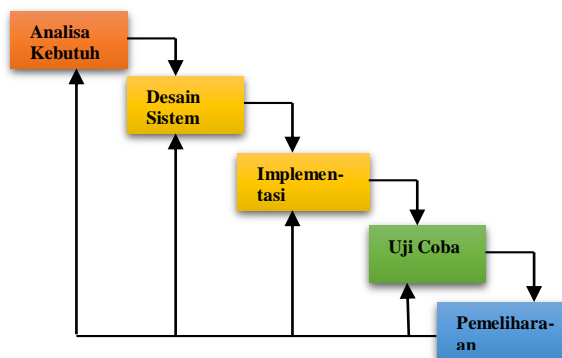 Analisa
Kebutuh
Desain
Sistem
Implemen-
tasi
Uji Coba
Pemelihara-
an